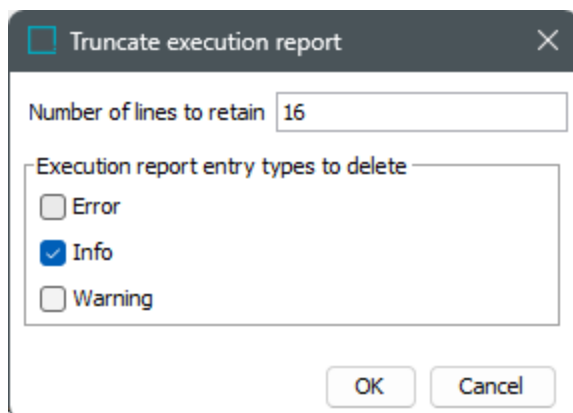 Truncate execution report
Number of lines to retain 16
Execution report entry types to delete
Error
Info
Warning
OK Cancel